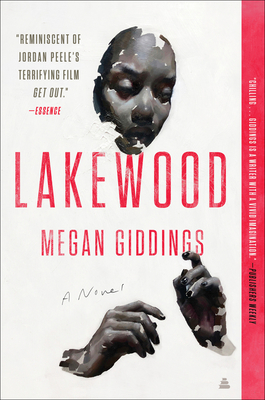 "REMINISCENT OF
JORDAN PEELE'S
TERRIFYING FILM
GET OUT."
—ESSENCE
LAKEWOOD
MEGAN GIDDINGS
A Novel
"CHILLING . . . GIDDINGS IS A WRITER WITH A VIVID IMAGINATION." —PUBLISHERS WEEKLY